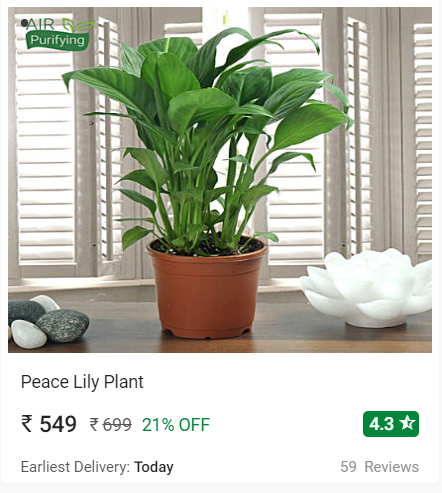 AIR
Purifying
Peace Lily Plant
₹ 549 ₹ 699 21% OFF
4.3 ★
Earliest Delivery: Today
59 Reviews